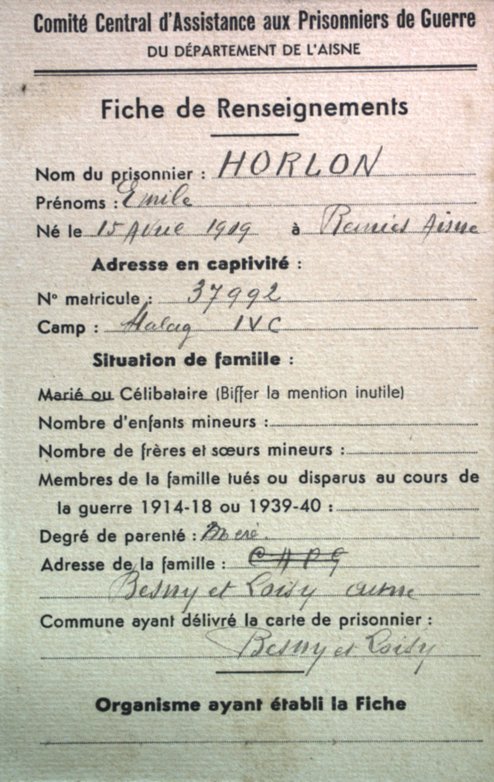 Comité Central d'Assistance aux Prisonniers de Guerre
DU DÉPARTEMENT DE L'AISNE
Fiche de Renseignements
Nom du prisonnier : HORLON
Prénoms : Emile
Né le 15 Avril 1919 à Remies Aisne
Adresse en captivité :
N° matricule : 37992
Camp : Stalag IVC
Situation de famille :
Marié ou Célibataire (Biffer la mention inutile)
Nombre d'enfants mineurs :
Nombre de frères et sœurs mineurs :
Membres de la famille tués ou disparus au cours de
la guerre 1914-18 ou 1939-40 :
Degré de parenté : Mere.
Adresse de la famille :
Besny et Loisy aisne
Commune ayant délivré la carte de prisonnier :
Besny et Loisy
Organisme ayant établi la Fiche